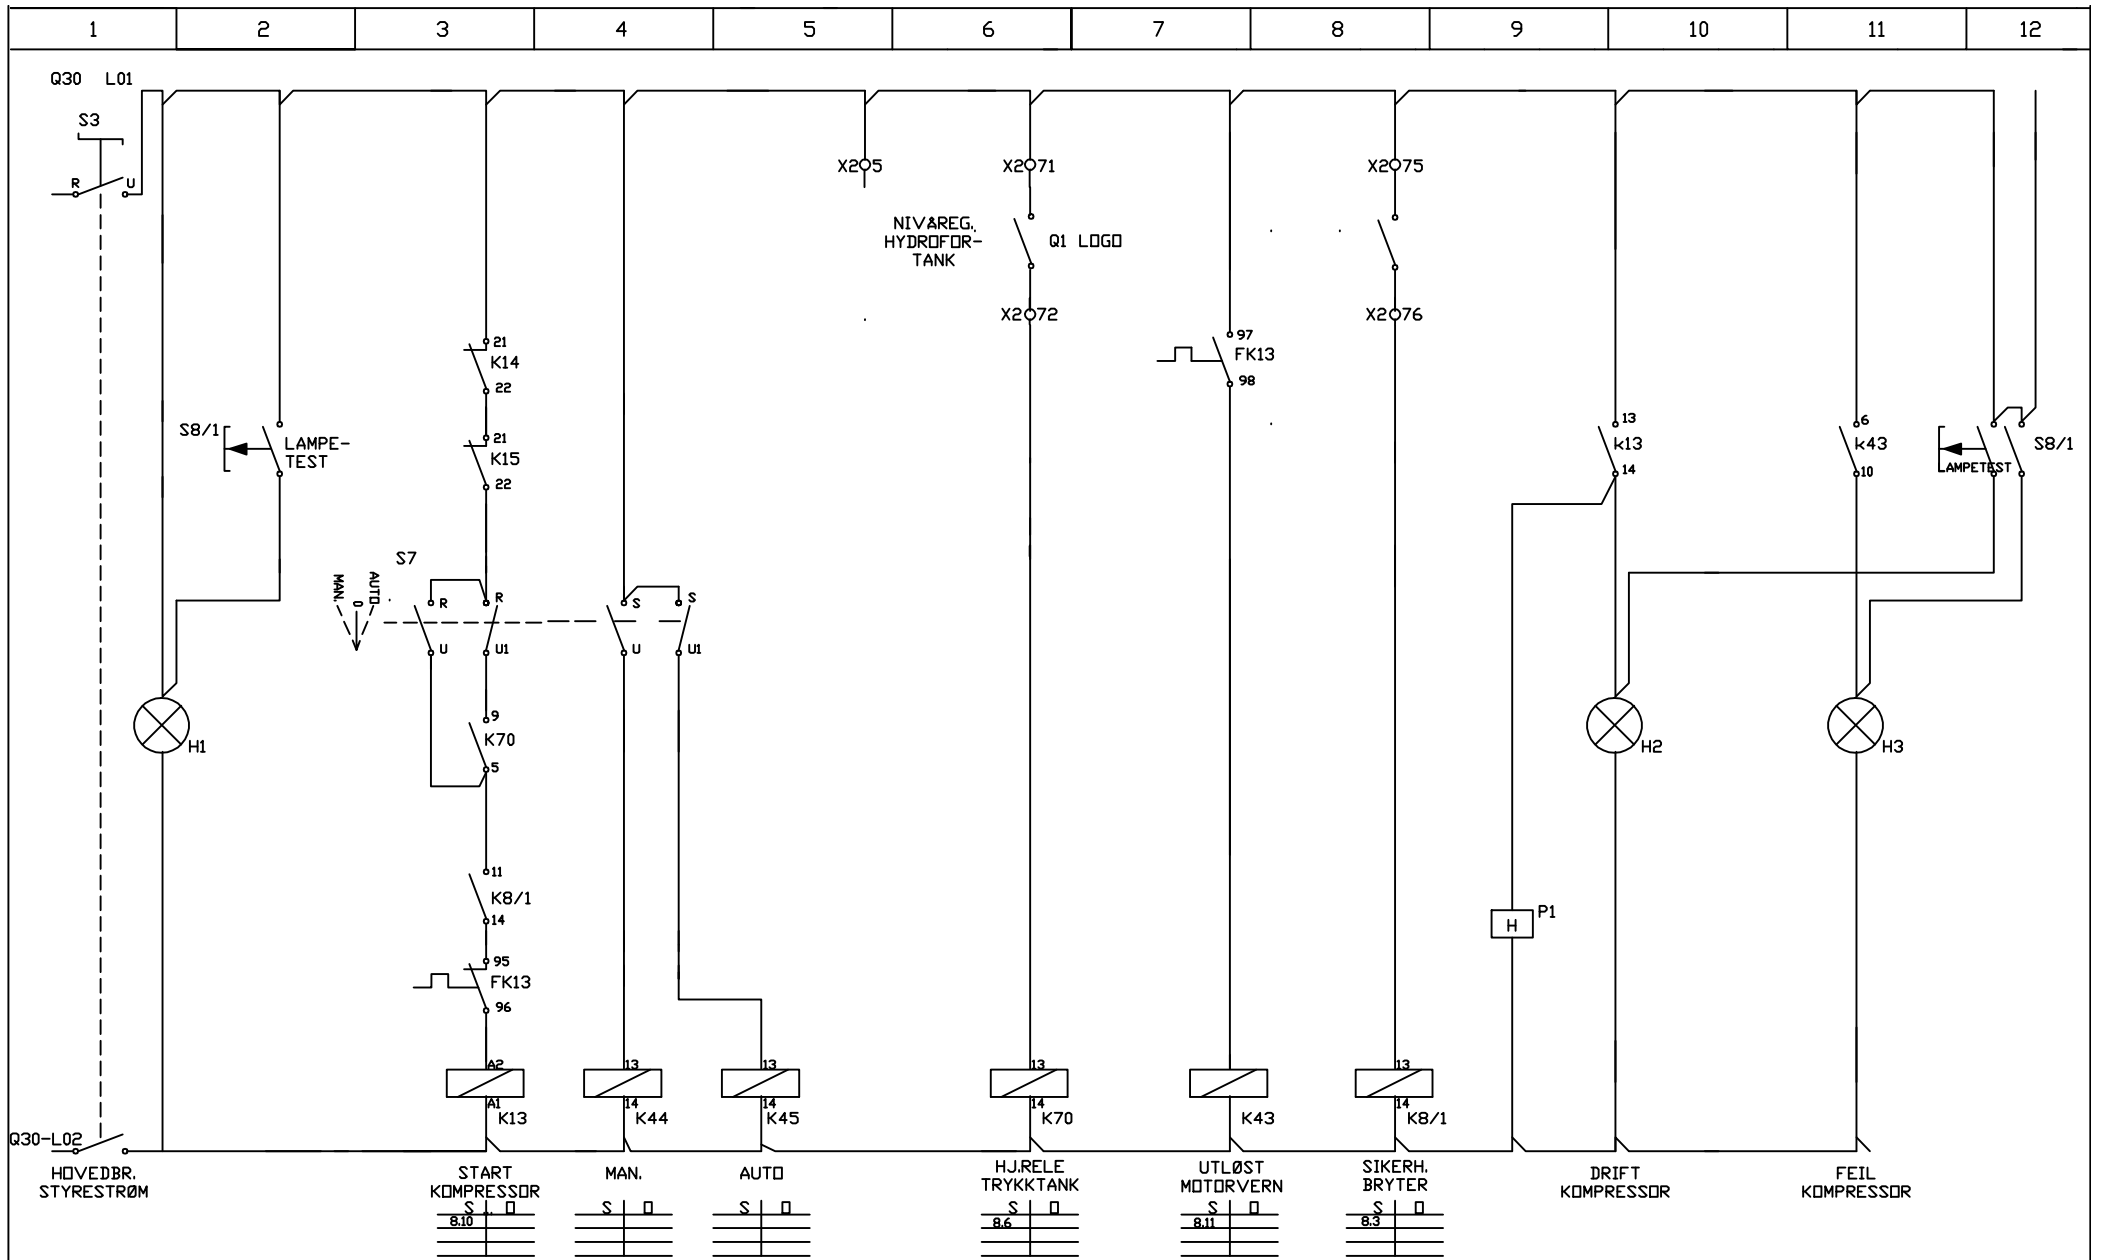 1 2 3 4 5 6 7 8 9 10 11 12
Q30 L01
S3
R U
X2 5
X2 71
X2 75
NIVÅREG.
HYDROFOR-
TANK
Q1 LOGO
X2 72
X2 76
21
K14
22
97
FK13
98
S8/1
LAMPE-
TEST
21
K15
22
13
k13
14
6
k43
10
S8/1
LAMPETEST
S7
MAN.
0
AUTO
R R S S
U U1 U U1
9
K70
5
H1
H2
H3
11
K8/1
14
P1
H
95
FK13
96
A2 13 13 13 13
A1 14 14 14 14
K13 K44 K45 K70 K43 K8/1
Q30-L02
HOVEDBR.
STYRESTRØM
START
KOMPRESSOR
MAN.
AUTO
HJ.RELE
TRYKKTANK
UTLØST
MOTORVERN
SIKERH.
BRYTER
DRIFT
KOMPRESSOR
FEIL
KOMPRESSOR
S O S O S O S O S O S O
8.10 8.6 8.11 8.3